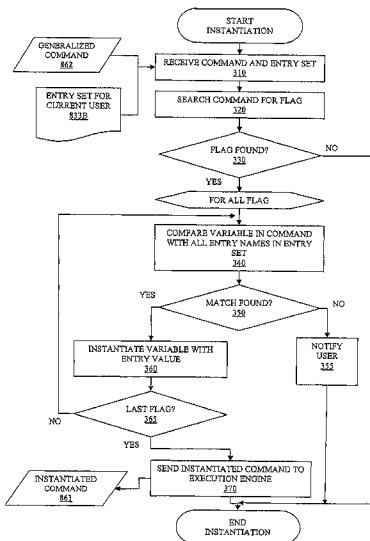 START
INSTANTIATION
GENERALIZED
COMMAND
862
RECEIVE COMMAND AND ENTRY SET
310
ENTRY SET FOR
CURRENT USER
833B
SEARCH COMMAND FOR FLAG
320
FLAG FOUND?
330
NO
YES
FOR ALL FLAG
COMPARE VARIABLE IN COMMAND
WITH ALL ENTRY NAMES IN ENTRY
SET
340
YES
MATCH FOUND?
350
NO
INSTANTIATE VARIABLE WITH
ENTRY VALUE
360
NOTIFY
USER
355
LAST FLAG?
365
NO
YES
SEND INSTANTIATED COMMAND TO
EXECUTION ENGINE
370
INSTANTIATED
COMMAND
861
END
INSTANTIATION